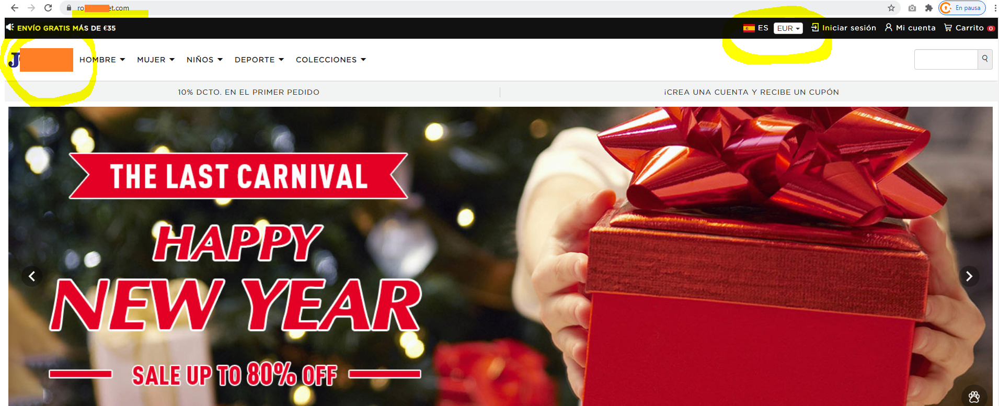 ro et.com
En pausa
ENVÍO GRATIS MÁS DE €35
ES EUR Iniciar sesión Mi cuenta Carrito 0
J
HOMBRE MUJER NIÑOS DEPORTE COLECCIONES
10% DCTO. EN EL PRIMER PEDIDO
¡CREA UNA CUENTA Y RECIBE UN CUPÓN
THE LAST CARNIVAL
HAPPY
NEW YEAR
SALE UP TO 80% OFF